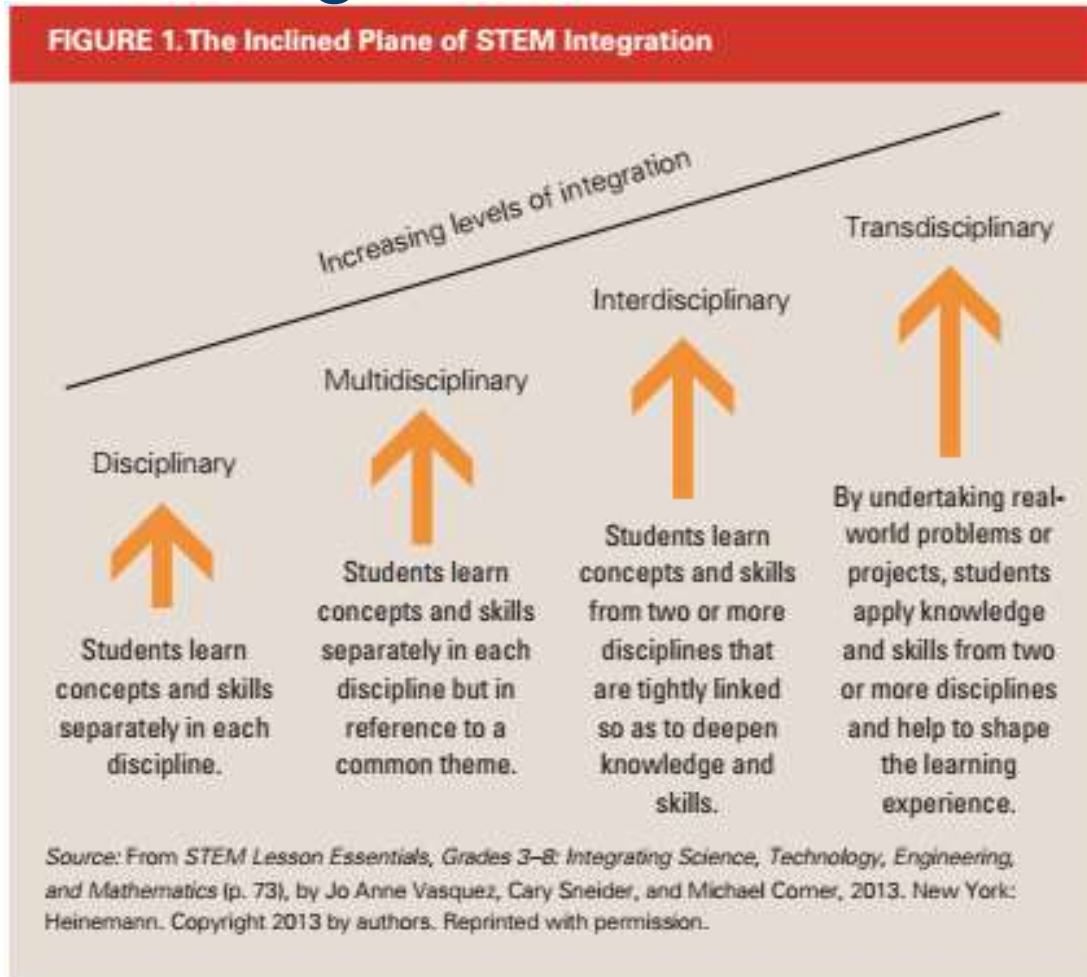 FIGURE 1. The Inclined Plane of STEM Integration
Increasing levels of integration
Disciplinary
Students learn
concepts and skills
separately in each
discipline.
Multidisciplinary
Students learn
concepts and skills
separately in each
discipline but in
reference to a
common theme.
Interdisciplinary
Students learn
concepts and skills
from two or more
disciplines that
are tightly linked
so as to deepen
knowledge and
skills.
Transdisciplinary
By undertaking real-
world problems or
projects, students
apply knowledge
and skills from two
or more disciplines
and help to shape
the learning
experience.
Source: From STEM Lesson Essentials, Grades 3–8: Integrating Science, Technology, Engineering,
and Mathematics (p. 73), by Jo Anne Vasquez, Cary Sneider, and Michael Comer, 2013. New York:
Heinemann. Copyright 2013 by authors. Reprinted with permission.